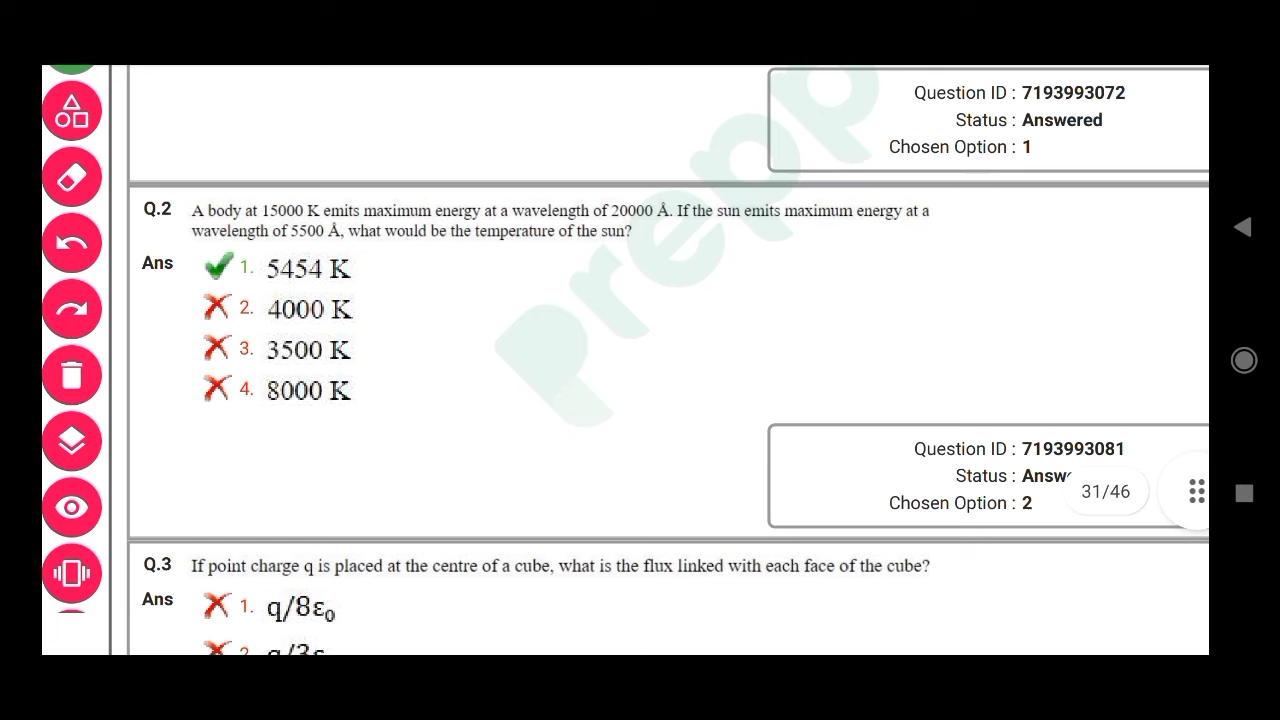 Question ID : 7193993072
Status : Answered
Chosen Option : 1
Q.2 A body at 15000 K emits maximum energy at a wavelength of 20000 Å. If the sun emits maximum energy at a
wavelength of 5500 Å, what would be the temperature of the sun?
Ans 1. 5454 K
2. 4000 K
3. 3500 K
4. 8000 K
prepp
Question ID : 7193993081
Status : Answ
31/46
Chosen Option : 2
Q.3 If point charge q is placed at the centre of a cube, what is the flux linked with each face of the cube?
Ans 1. q/8ε₀